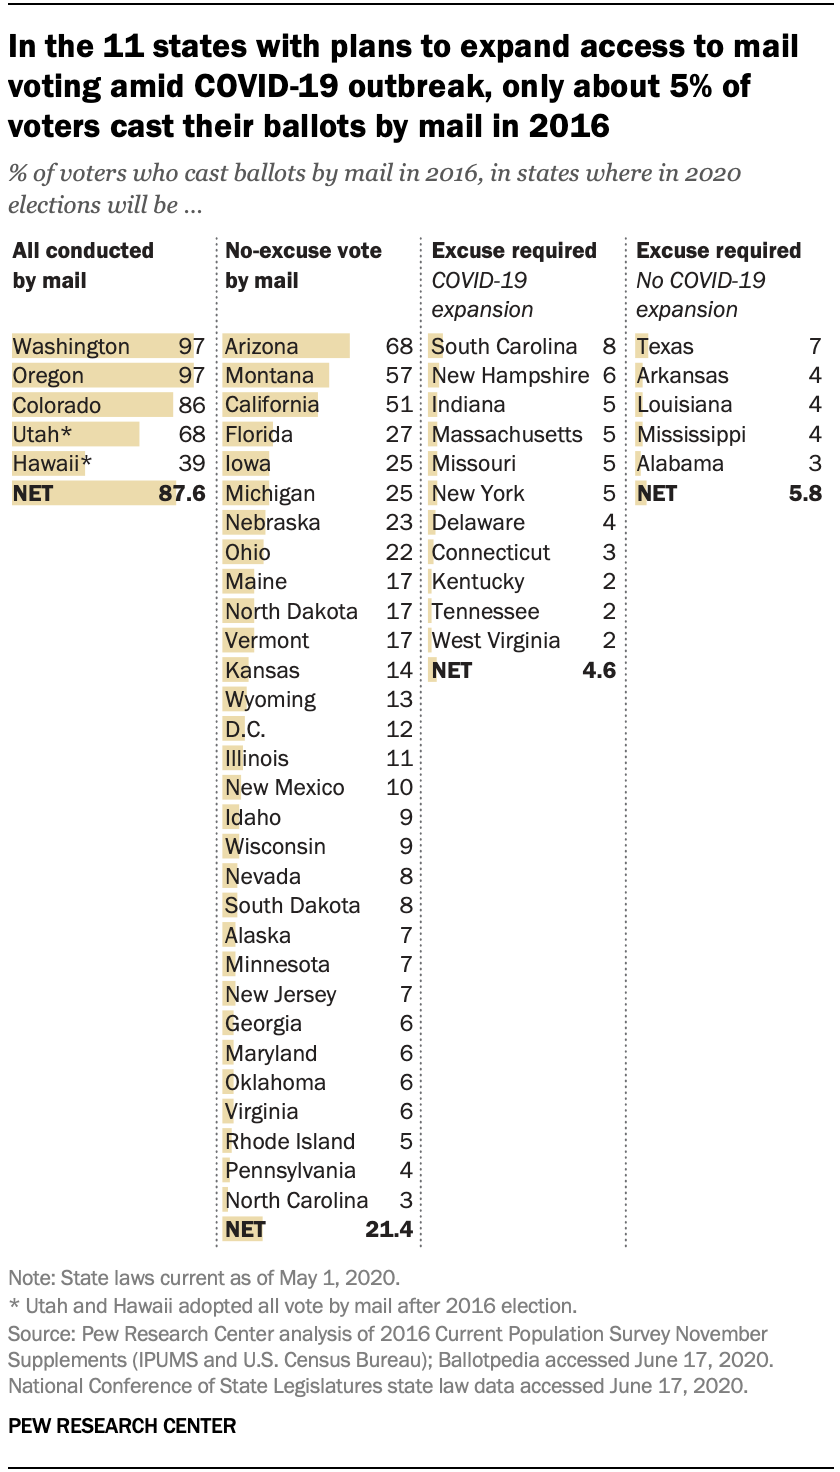 In the 11 states with plans to expand access to mail
voting amid COVID-19 outbreak, only about 5% of
voters cast their ballots by mail in 2016
% of voters who cast ballots by mail in 2016, in states where in 2020
elections will be ...
All conducted
by mail
Washington 97
Oregon 97
Colorado 86
Utah* 68
Hawaii* 39
NET 87.6
No-excuse vote
by mail
Arizona 68
Montana 57
California 51
Florida 27
Iowa 25
Michigan 25
Nebraska 23
Ohio 22
Maine 17
North Dakota 17
Vermont 17
Kansas 14
Wyoming 13
D.C. 12
Illinois 11
New Mexico 10
Idaho 9
Wisconsin 9
Nevada 8
South Dakota 8
Alaska 7
Minnesota 7
New Jersey 7
Georgia 6
Maryland 6
Oklahoma 6
Virginia 6
Rhode Island 5
Pennsylvania 4
North Carolina 3
NET 21.4
Excuse required
COVID-19
expansion
South Carolina 8
New Hampshire 6
Indiana 5
Massachusetts 5
Missouri 5
New York 5
Delaware 4
Connecticut 3
Kentucky 2
Tennessee 2
West Virginia 2
NET 4.6
Excuse required
No COVID-19
expansion
Texas 7
Arkansas 4
Louisiana 4
Mississippi 4
Alabama 3
NET 5.8
Note: State laws current as of May 1, 2020.
* Utah and Hawaii adopted all vote by mail after 2016 election.
Source: Pew Research Center analysis of 2016 Current Population Survey November
Supplements (IPUMS and U.S. Census Bureau); Ballotpedia accessed June 17, 2020.
National Conference of State Legislatures state law data accessed June 17, 2020.
PEW RESEARCH CENTER